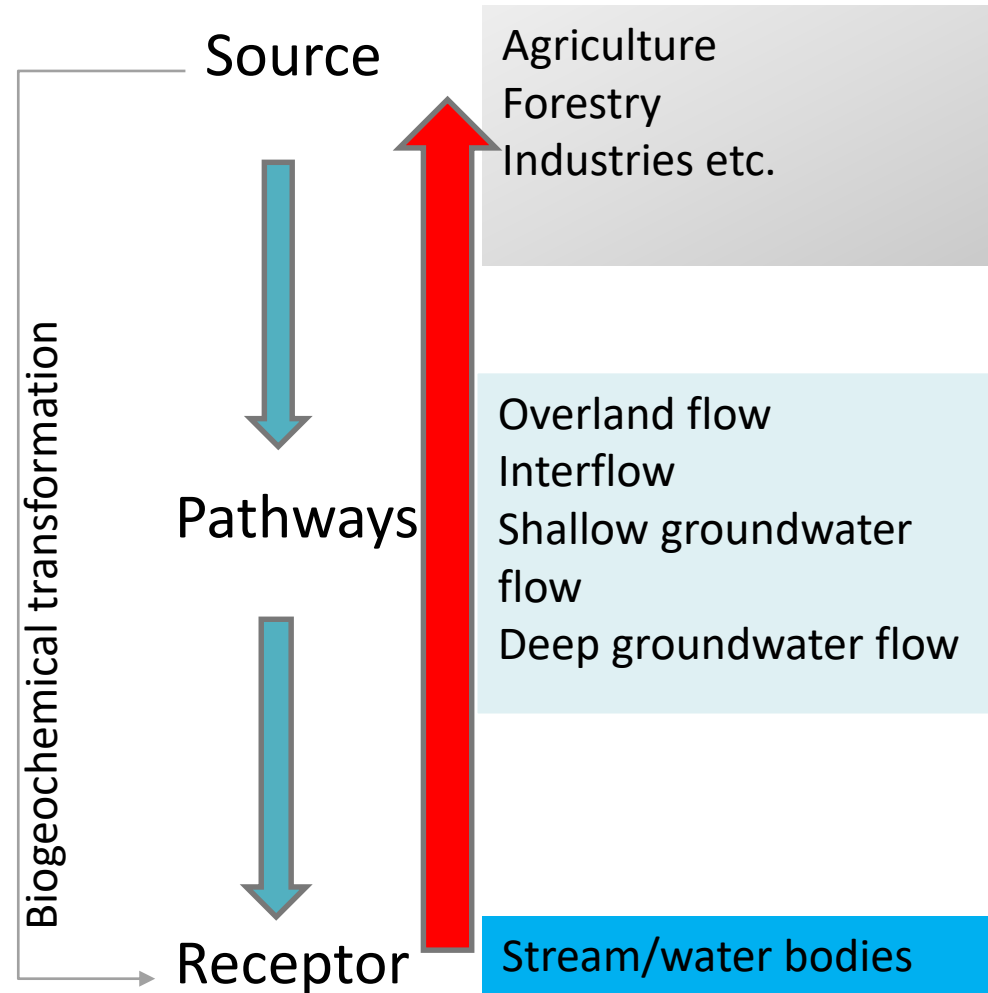 Source
Agriculture
Forestry
Industries etc.
Biogeochemical transformation
Pathways
Overland flow
Interflow
Shallow groundwater
flow
Deep groundwater flow
Receptor
Stream/water bodies